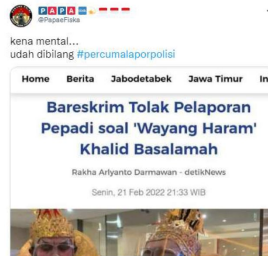 PAPA
@PapaeFiska
kena mental...
udah dibilang #percumalaporpolisi
Home Berita Jabodetabek Jawa Timur In
Bareskrim Tolak Pelaporan
Pepadi soal 'Wayang Haram'
Khalid Basalamah
Rakha Arlyanto Darmawan - detikNews
Senin, 21 Feb 2022 21:33 WIB